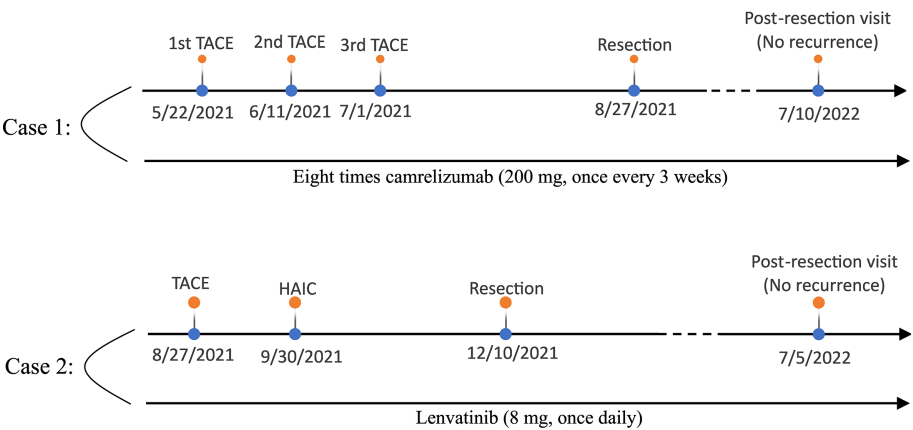 Post-resection visit
(No recurrence)
1st TACE
2nd TACE
3rd TACE
Resection
5/22/2021
6/11/2021
7/1/2021
8/27/2021
7/10/2022
Case 1:
Eight times camrelizumab (200 mg, once every 3 weeks)
Post-resection visit
(No recurrence)
TACE
HAIC
Resection
8/27/2021
9/30/2021
12/10/2021
7/5/2022
Case 2:
Lenvatinib (8 mg, once daily)